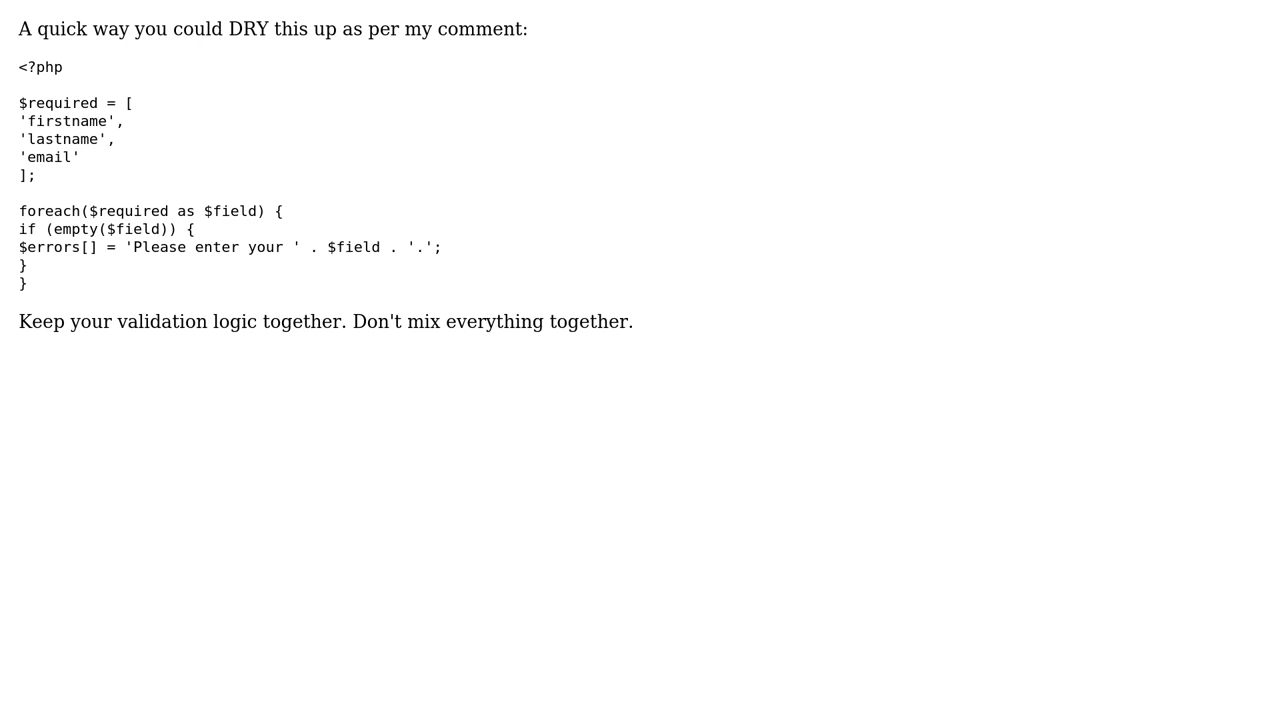 A quick way you could DRY this up as per my comment:
<?php
$required = [
'firstname',
'lastname',
'email'
];
foreach($required as $field) {
if (empty($field)) {
$errors[] = 'Please enter your ' . $field . '.';
}
}
Keep your validation logic together. Don't mix everything together.